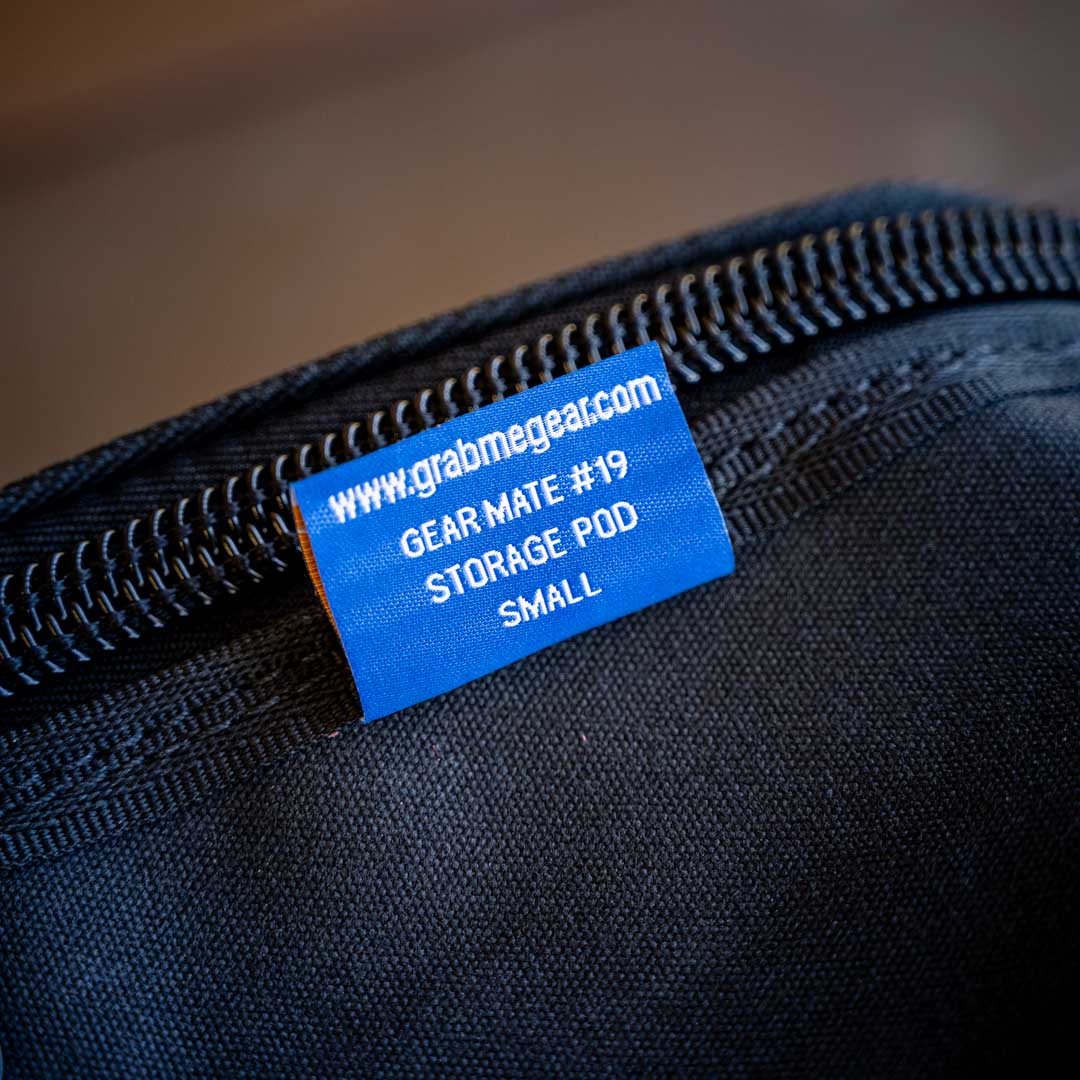 www.grabmegear.com
GEAR MATE #19
STORAGE POD
SMALL